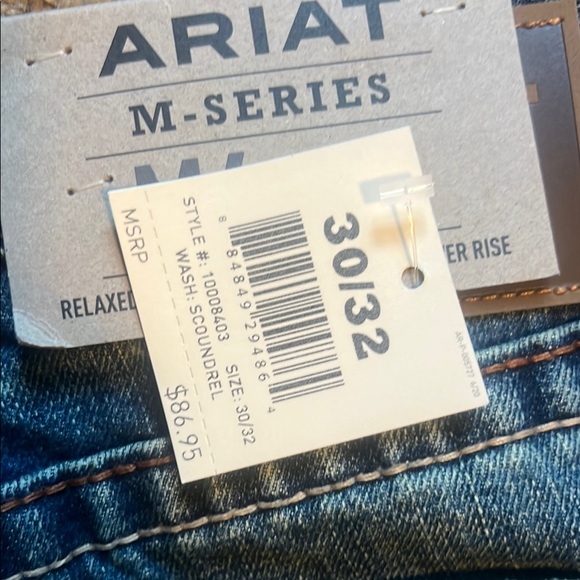 ARIAT
M-SERIES
RELAXED
ER RISE
30/32
8 84849 29486 4
STYLE #: 10008403 SIZE: 30/32
WASH: SCOUNDREL
MSRP $86.95